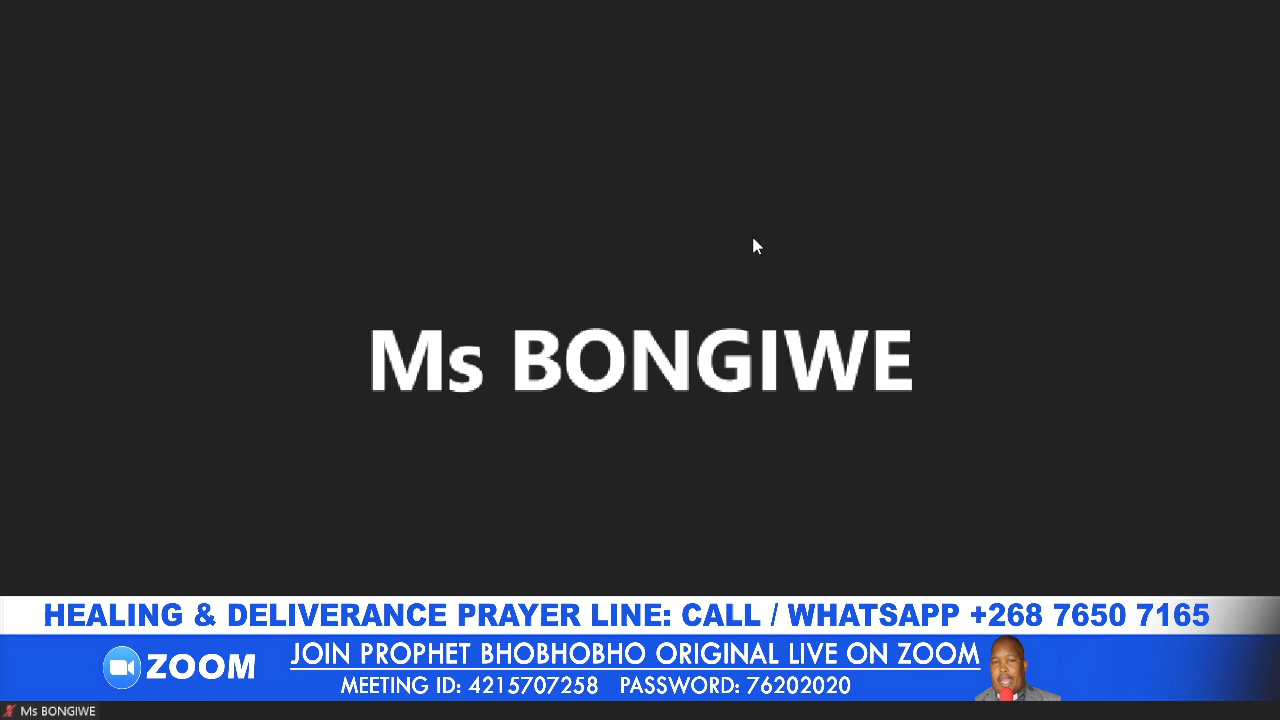 Ms BONGIWE
HEALING & DELIVERANCE PRAYER LINE: CALL / WHATSAPP +268 7650 7165
ZOOM
JOIN PROPHET BHOBHOBHO ORIGINAL LIVE ON ZOOM
MEETING ID: 4215707258 PASSWORD: 76202020
Ms BONGIWE